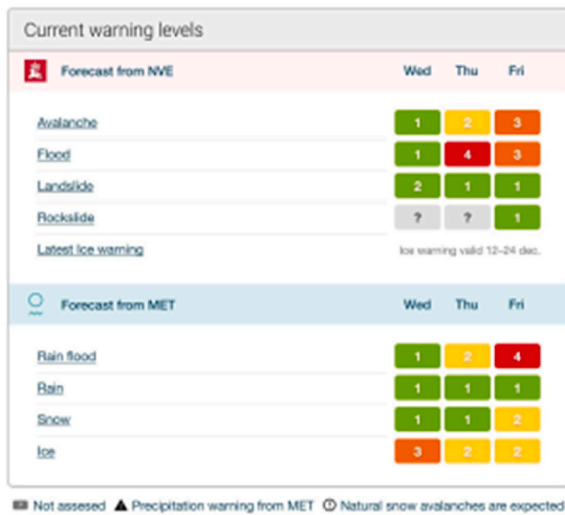 Current warning levels
Forecast from NVE Wed Thu Fri
Avalanche 1 2 3
Flood 1 4 3
Landslide 2 1 1
Rockslide ? ? 1
Latest Ice warning Ice warning valid 12–24 dec.
Forecast from MET Wed Thu Fri
Rain flood 1 2 4
Rain 1 1 1
Snow 1 1 2
Ice 3 2 2
Not assesed Precipitation warning from MET Natural snow avalanches are expected